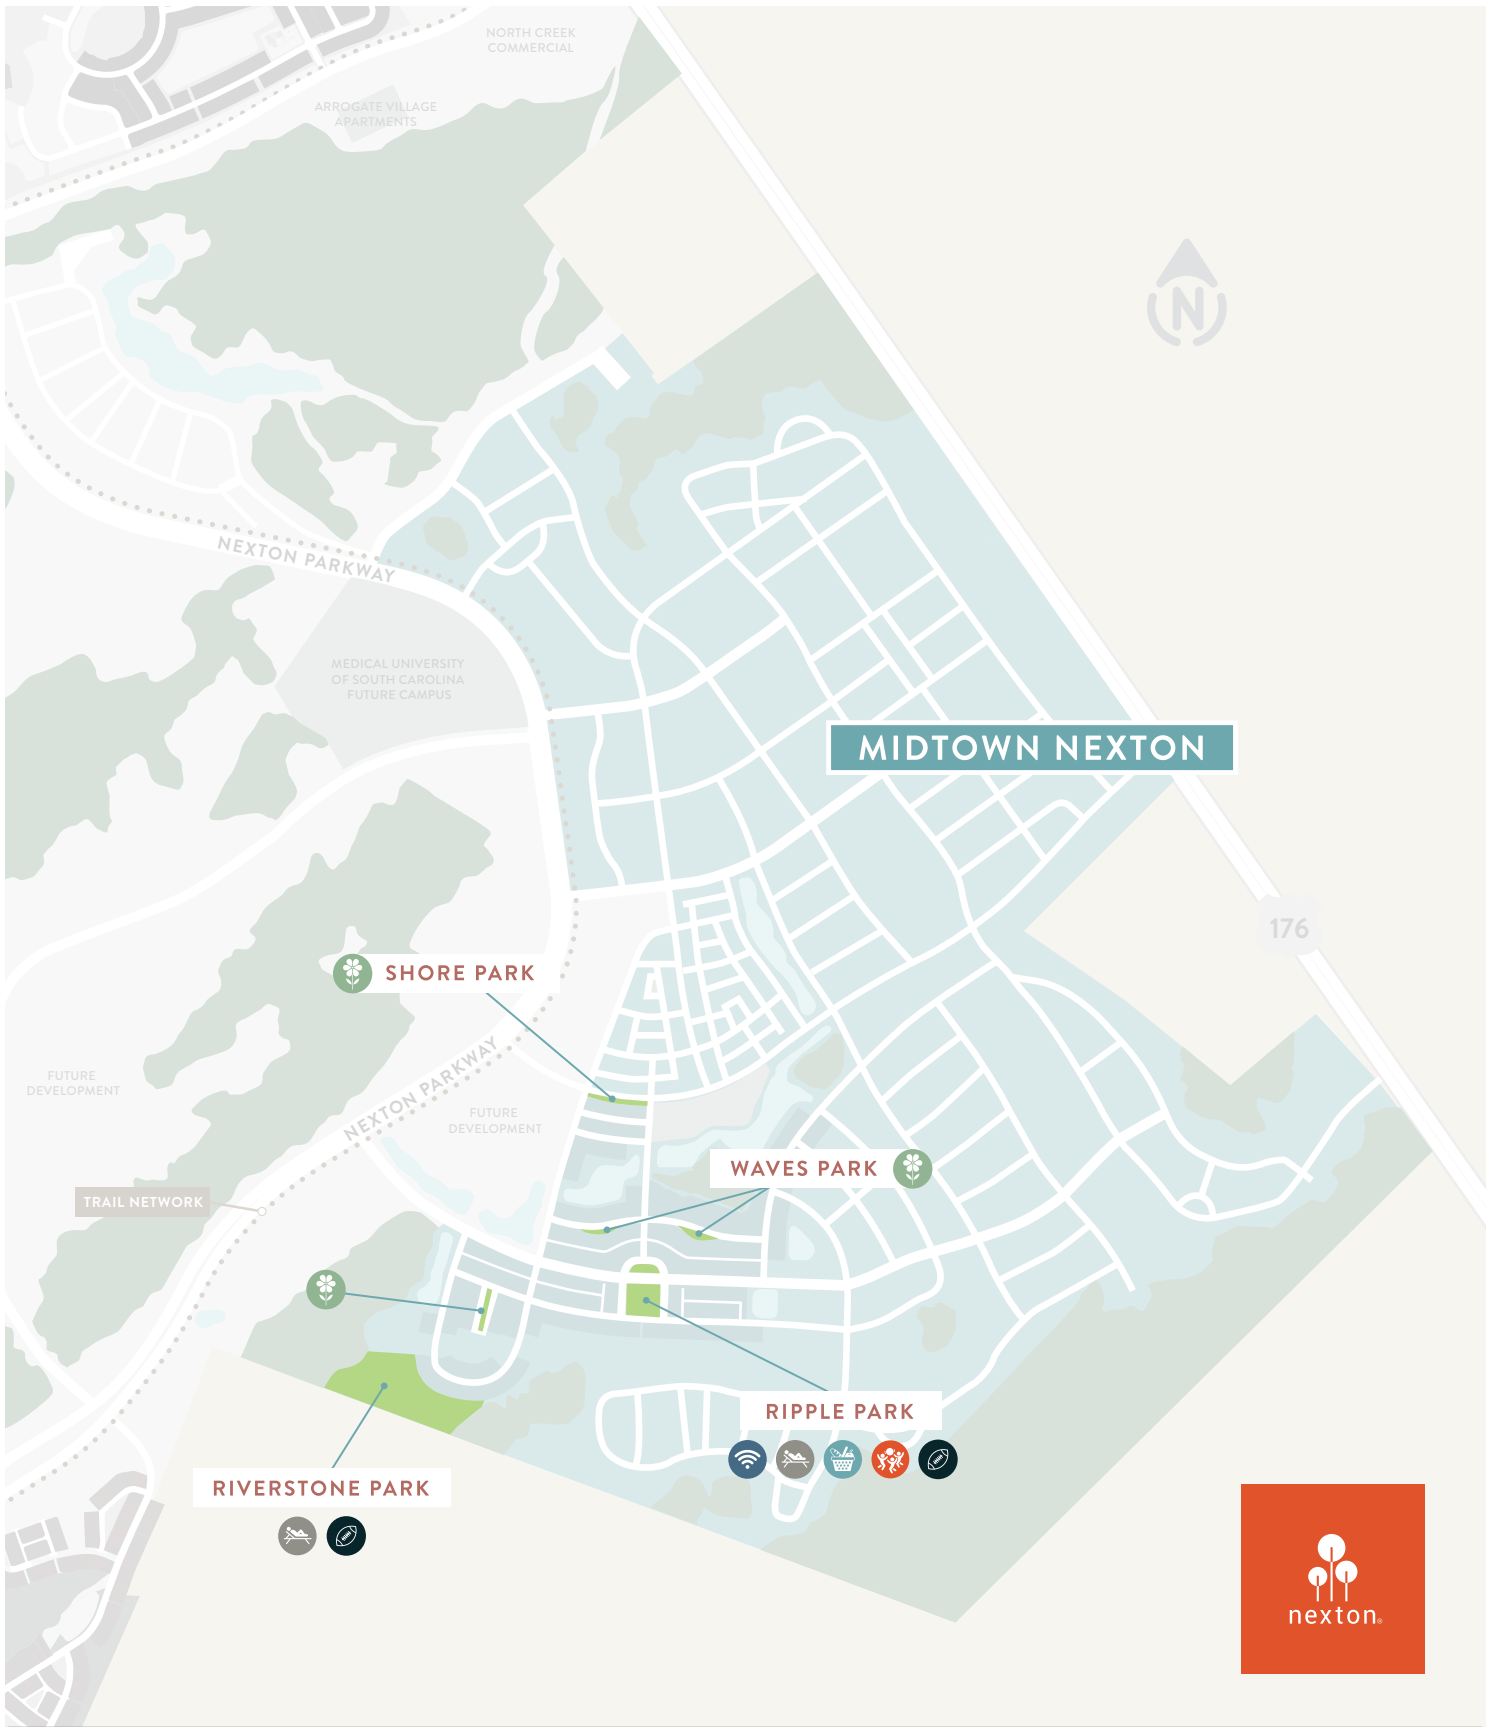 NORTH CREEK
COMMERCIAL
ARROGATE VILLAGE
APARTMENTS
N
NEXTON PARKWAY
MEDICAL UNIVERSITY
OF SOUTH CAROLINA
FUTURE CAMPUS
MIDTOWN NEXTON
176
SHORE PARK
NEXTON PARKWAY
FUTURE
DEVELOPMENT
FUTURE
DEVELOPMENT
WAVES PARK
TRAIL NETWORK
RIPPLE PARK
RIVERSTONE PARK
nexton®